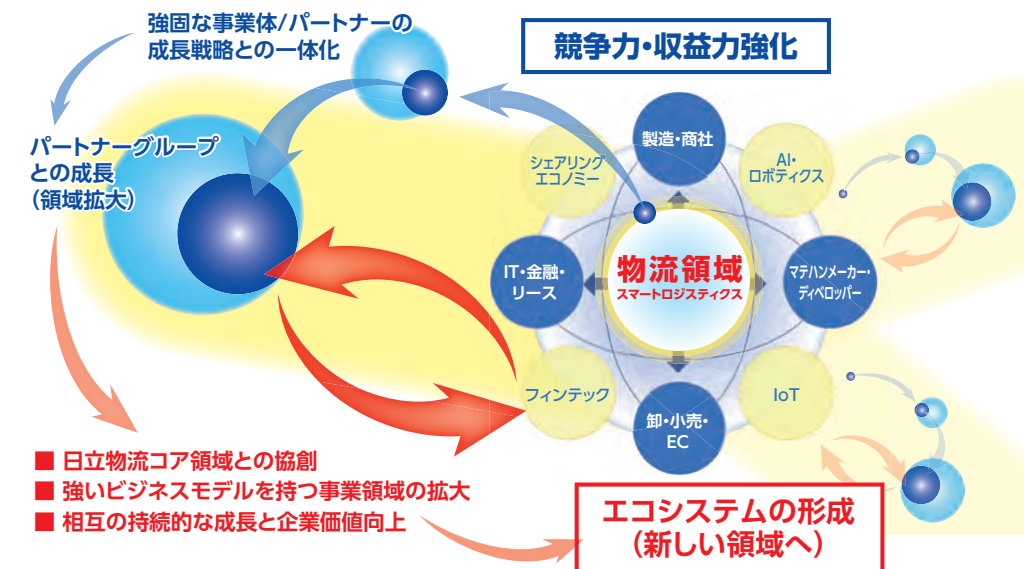 強固な事業体/パートナーの
成長戦略との一体化
競争力・収益力強化
パートナーグループ
との成長
（領域拡大）
製造・商社
シェアリング
エコノミー
AI・
ロボティクス
IT・金融・
リース
物流領域
スマートロジスティクス
マテハンメーカー・
ディベロッパー
フィンテック
IoT
卸・小売・
EC
■ 日立物流コア領域との協創
■ 強いビジネスモデルを持つ事業領域の拡大
■ 相互の持続的な成長と企業価値向上
エコシステムの形成
（新しい領域へ）